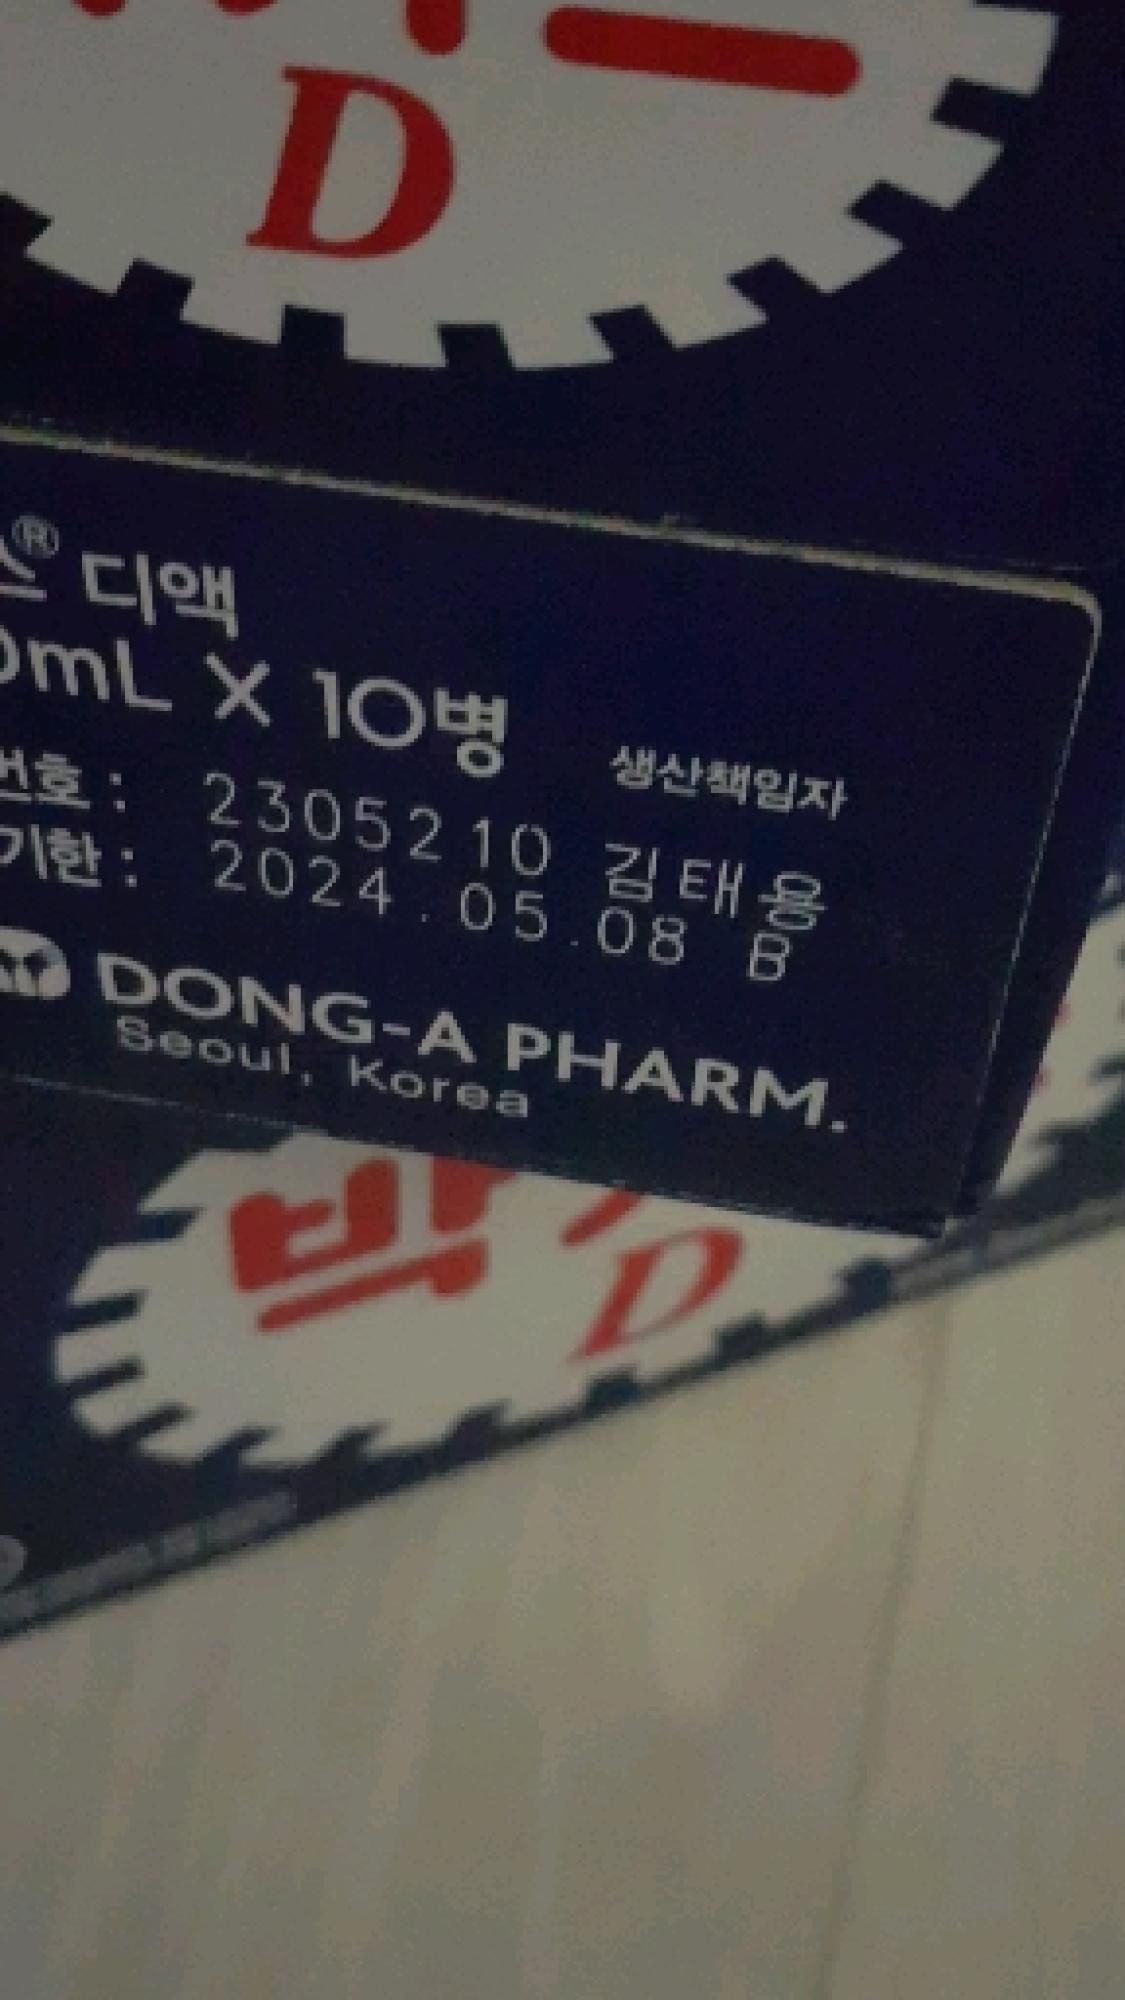 D
스® 디액
0mL X 10병
번호 : 2305210
생산책임자
김태용
기한 : 2024.05.08 B
DONG-A PHARM.
Seoul, Korea
박
D